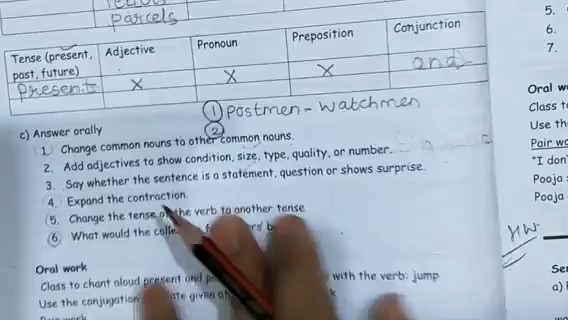 parcels
Tense (present, past, future) Adjective Pronoun Preposition Conjunction
Present X X X and
① Postmen - Watchmen
c) Answer orally ②
1. Change common nouns to other common nouns.
2. Add adjectives to show condition, size, type, quality, or number.
3. Say whether the sentence is a statement, question or shows surprise.
4. Expand the contraction.
5. Change the tense of the verb to another tense
6. What would the
Oral work
Class to chant aloud present and with the verb: jump
Use the conjugation given
5.
6.
7.
Oral
Class t
Use th
Pair
"I don'
Pooja
Pooja
HW
a)